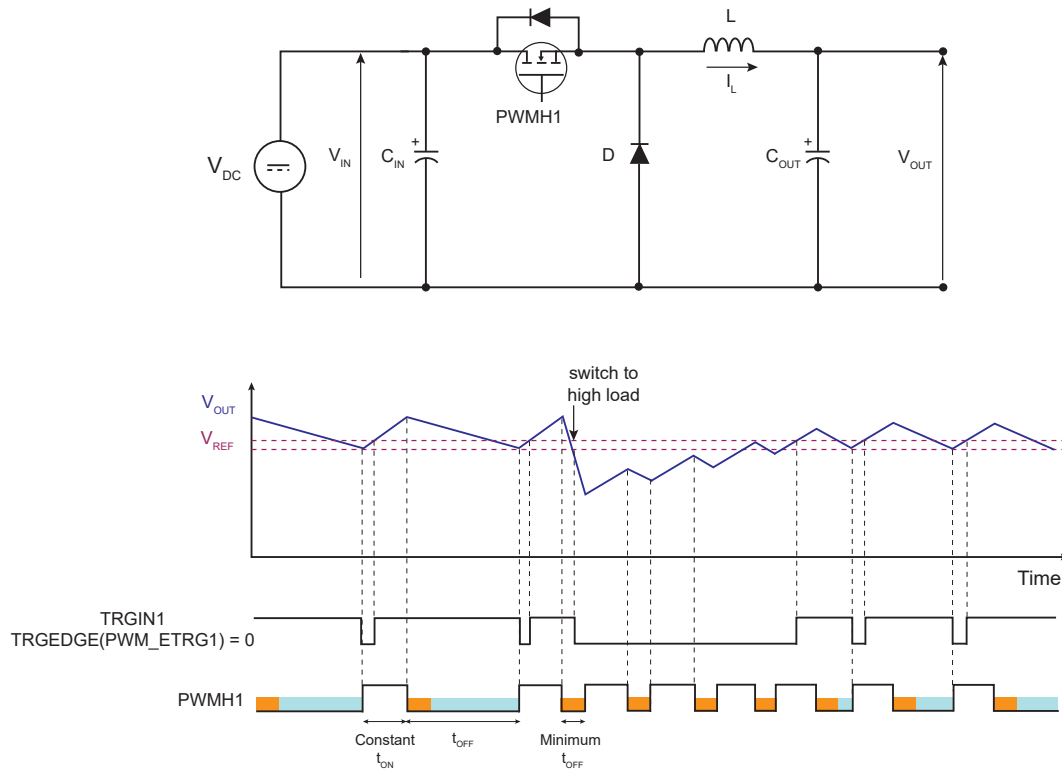 L
I_L
PWMH1
V_DC
V_IN
C_IN
+
D
C_OUT
+
V_OUT
switch to
high load
V_OUT
V_REF
Time
TRGIN1
TRGEDGE(PWM_ETRG1) = 0
PWMH1
Constant
t_ON
t_OFF
Minimum
t_OFF